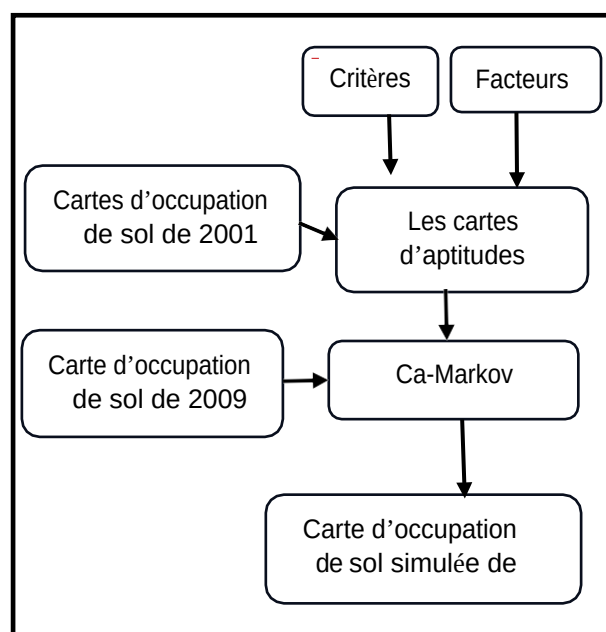 Critères
Facteurs
Cartes d’occupation
de sol de 2001
Les cartes
d’aptitudes
Carte d’occupation
de sol de 2009
Ca-Markov
Carte d’occupation
de sol simulée de